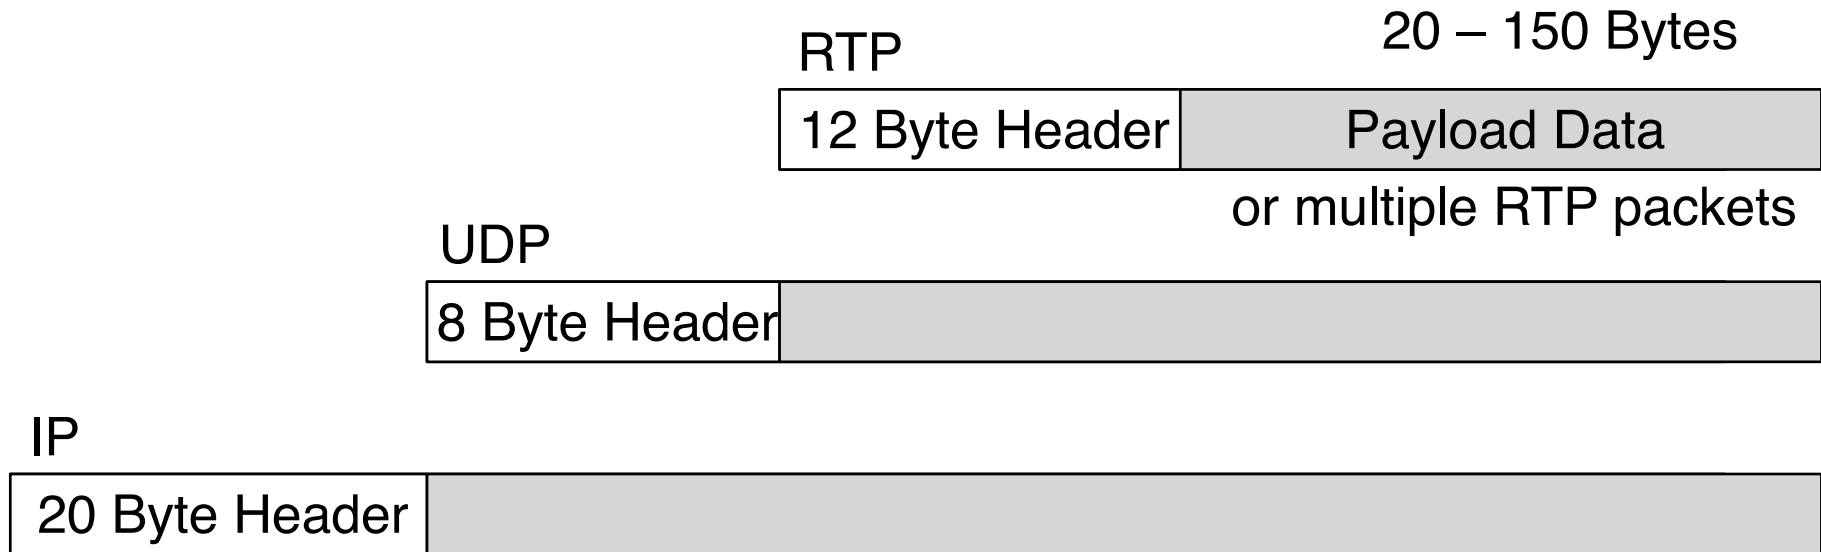 20 – 150 Bytes
RTP
12 Byte Header
Payload Data
or multiple RTP packets
UDP
8 Byte Header
IP
20 Byte Header